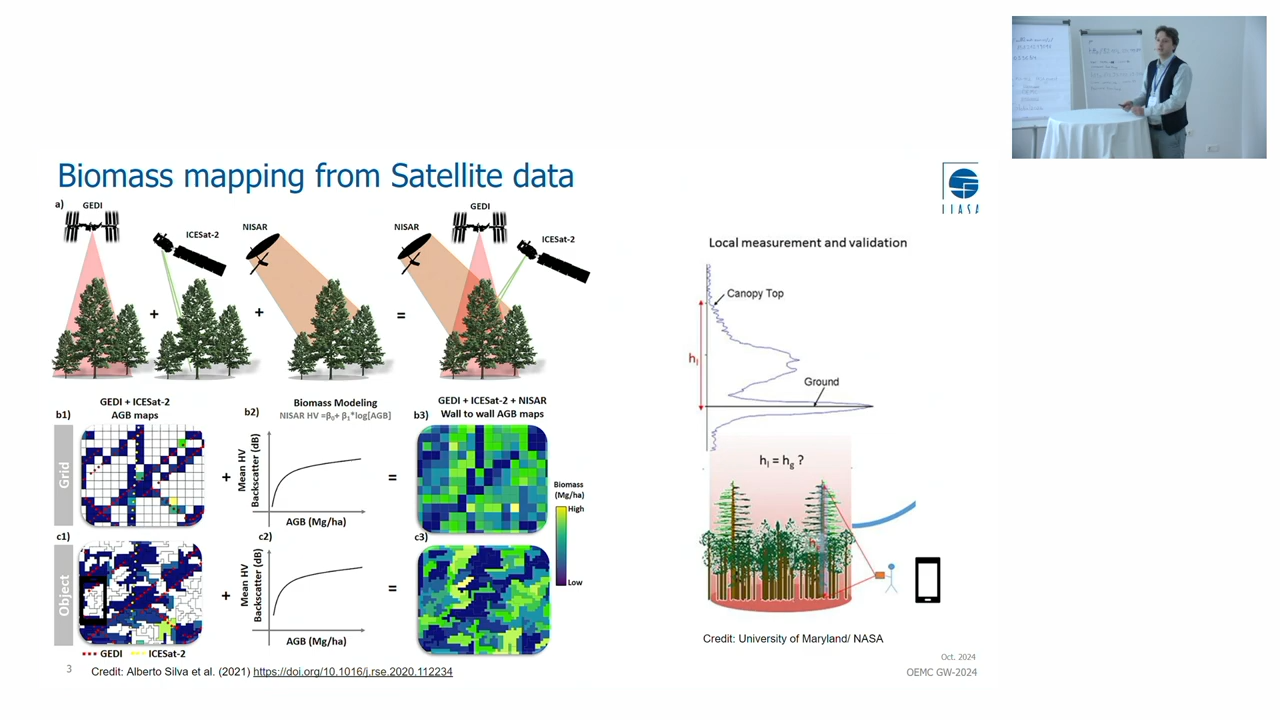 Biomass mapping from Satellite data
IIASA
a)
GEDI
ICESat-2
NISAR
NISAR
GEDI
ICESat-2
+
+
=
GEDI + ICESat-2
AGB maps
b1)
b2)
Biomass Modeling
NISAR HV =β₀+ β₁*log[AGB]
b3)
GEDI + ICESat-2 + NISAR
Wall to wall AGB maps
Grid
+
Mean HV
Backscatter (dB)
AGB (Mg/ha)
=
Biomass
(Mg/ha)
High
Low
c1)
c2)
c3)
Object
+
Mean HV
Backscatter (dB)
AGB (Mg/ha)
=
GEDI
ICESat-2
3
Credit: Alberto Silva et al. (2021) https://doi.org/10.1016/j.rse.2020.112234
Local measurement and validation
Canopy Top
hl
Ground
hl = hg ?
Credit: University of Maryland/ NASA
Oct. 2024
OEMC GW-2024